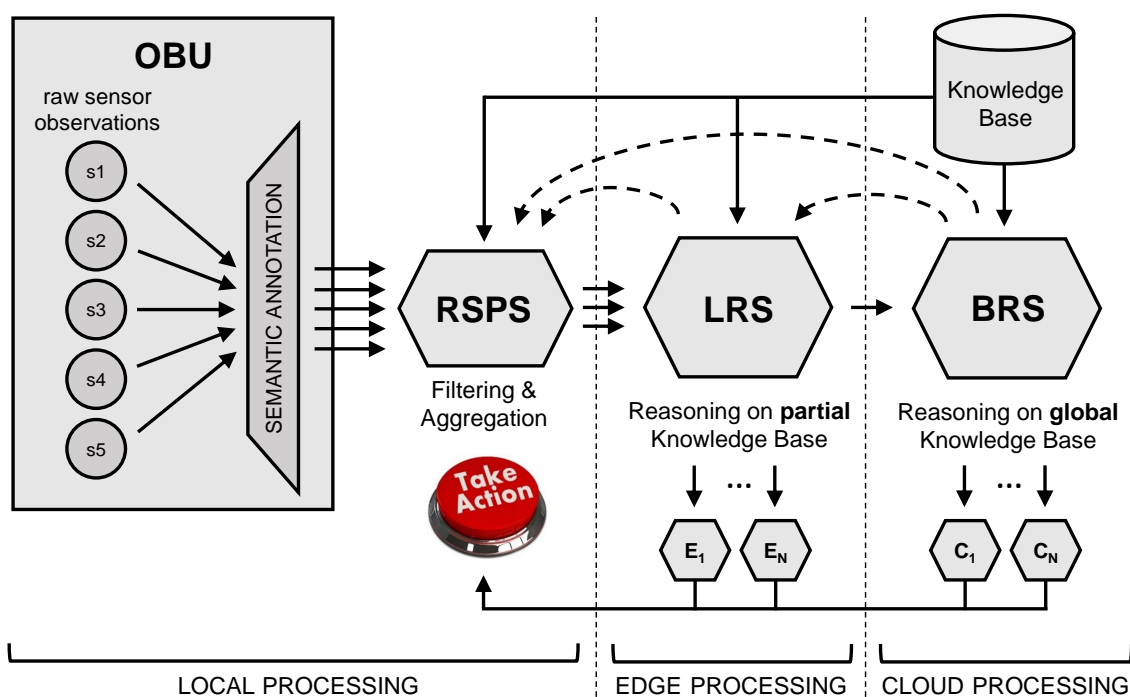 OBU
raw sensor
observations
s1
s2
s3
s4
s5
SEMANTIC ANNOTATION
RSPS
Filtering &
Aggregation
Take
Action
LRS
Reasoning on partial
Knowledge Base
...
E1
EN
Knowledge
Base
BRS
Reasoning on global
Knowledge Base
...
C1
CN
LOCAL PROCESSING
EDGE PROCESSING
CLOUD PROCESSING